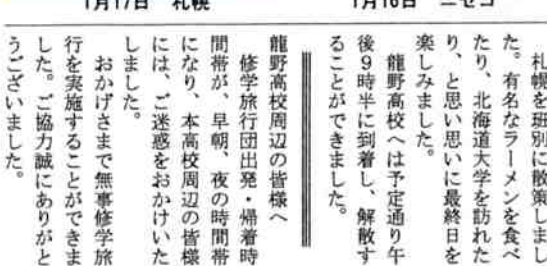 1月17日 札幌
1月16日 ニセコ
札幌を班別に散策しまし
た。有名なラーメンを食べ
たり、北海道大学を訪れた
り、と思い思いに最終日を
楽しみました。
龍野高校へは予定通り午
後9時半に到着し、解散す
ることができました。
龍野高校周辺の皆様へ
修学旅行団出発・帰着時
間帯が、早朝、夜の時間帯
になり、本高校周辺の皆様
には、ご迷惑をおかけいた
しました。
おかげさまで無事修学旅
行を実施することができま
した。ご協力誠にありがと
うございました。